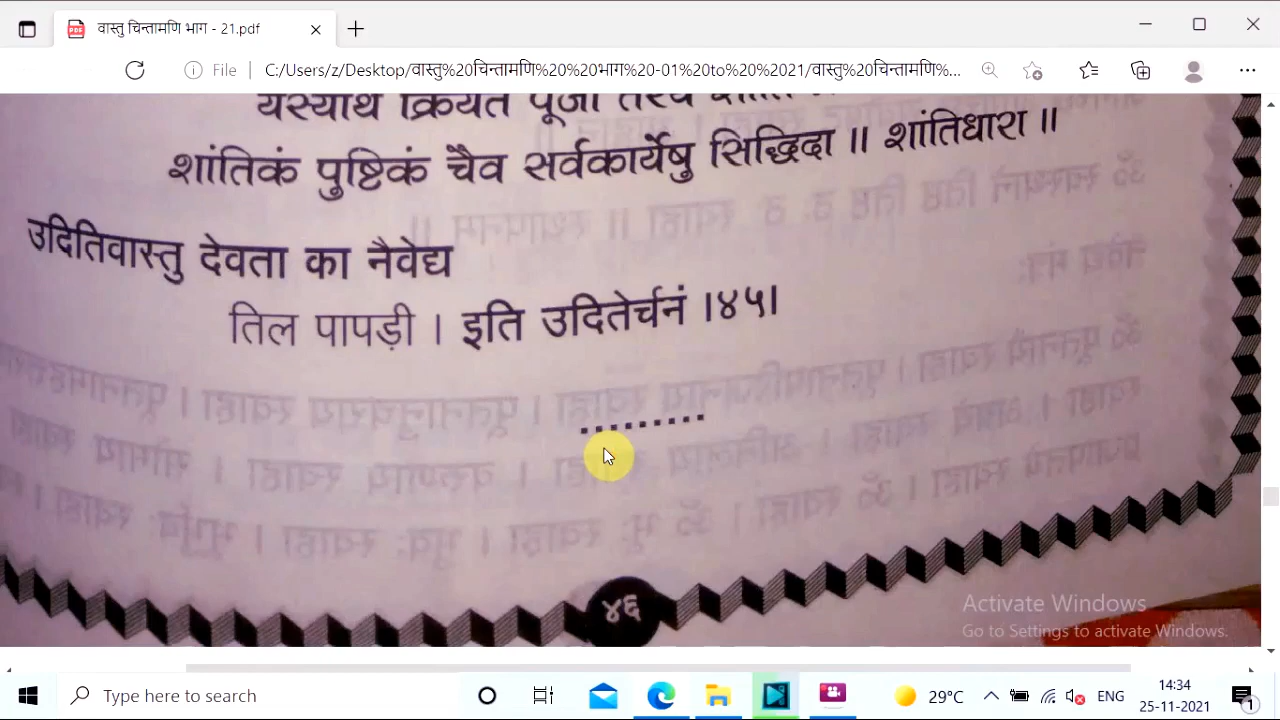 वास्तु चिन्तामणि भाग - 21.pdf
File | C:/Users/z/Desktop/वास्तु%20चिन्तामणि%20%20भाग%20-01%20to%20%2021/वास्तु%20चिन्तामणि%...
शांतिकं पुष्टिकं चैव सर्वकार्येषु सिद्धिदा ॥ शांतिधारा ॥
उदितिवास्तु देवता का नैवेद्य
तिल पापड़ी । इति उदितेर्चनं ।४५।
.........
४६
Activate Windows
Go to Settings to activate Windows.
Type here to search
29°C
ENG
14:34
25-11-2021
1